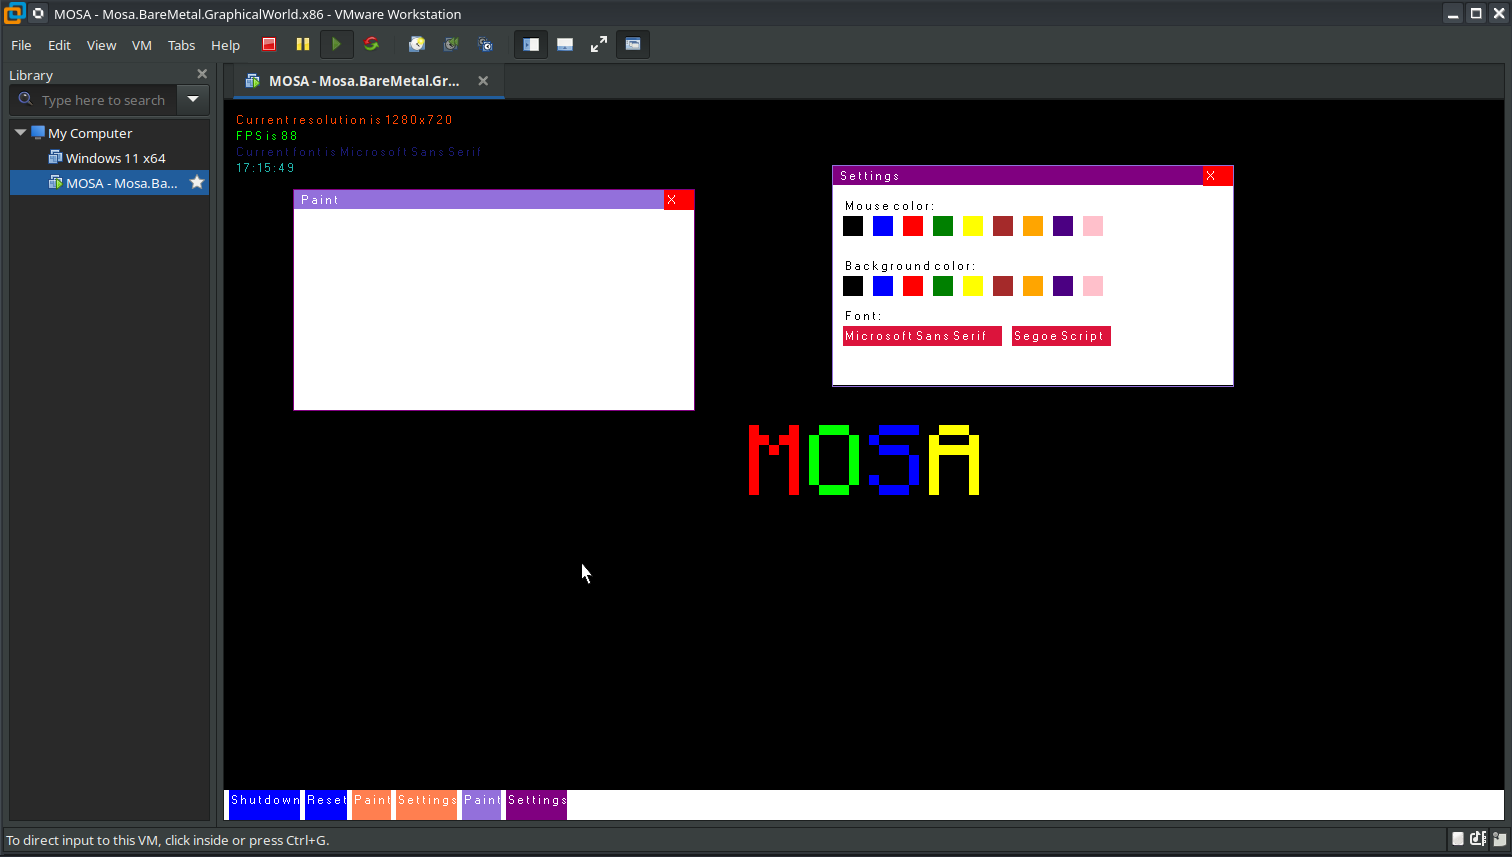 MOSA - Mosa.BareMetal.GraphicalWorld.x86 - VMware Workstation
File Edit View VM Tabs Help
Library
Type here to search
My Computer
Windows 11 x64
MOSA - Mosa.Ba...
MOSA - Mosa.BareMetal.Gr...
Current resolution is 1280x720
FPS is 88
Current font is Microsoft Sans Serif
17:15:49
Paint X
Settings X
Mouse color:
Background color:
Font:
Microsoft Sans Serif Segoe Script
MOSA
Shutdown Reset Paint Settings Paint Settings
To direct input to this VM, click inside or press Ctrl+G.